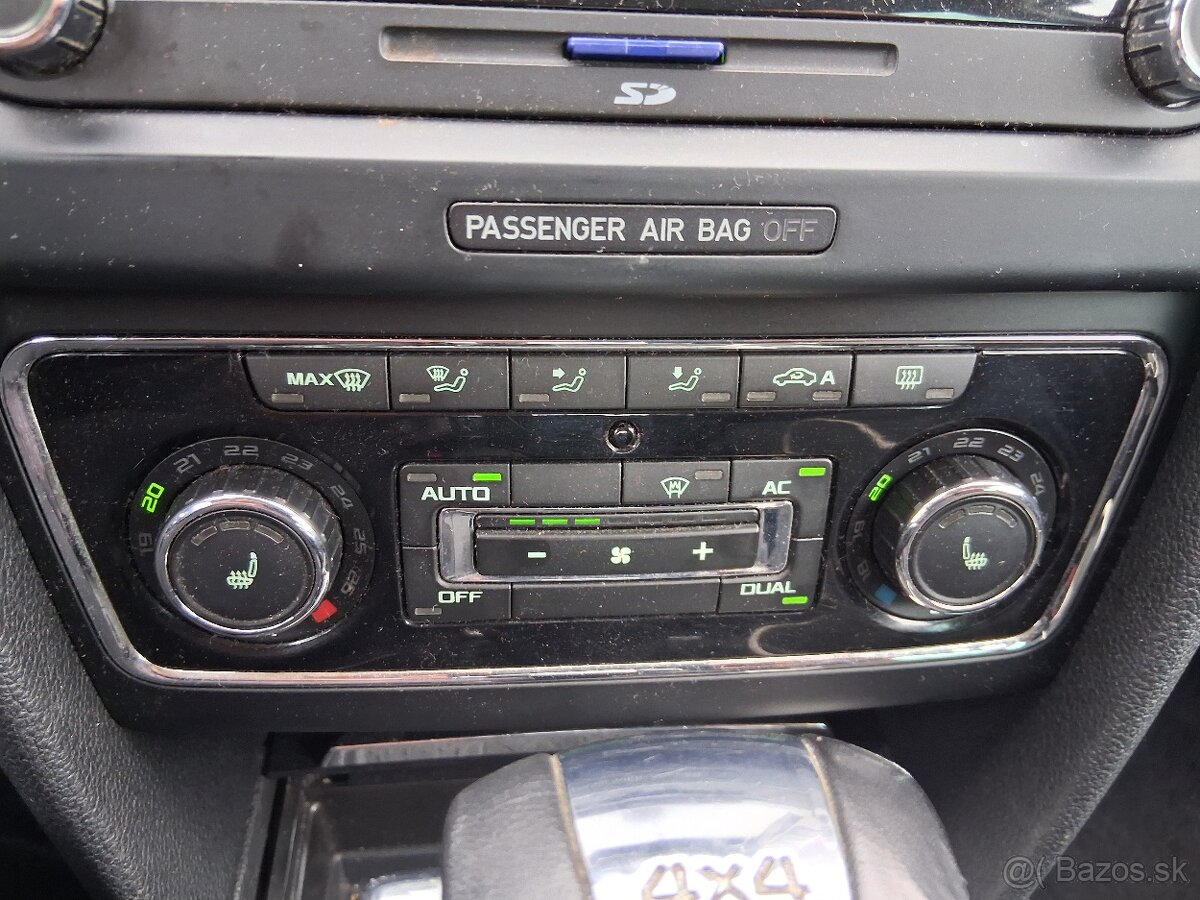 SD
PASSENGER AIR BAG OFF
MAX A
20 21 22 23 24 25 26
19
AUTO AC
20 21 22 23 24
19
18
- +
OFF DUAL
4x4
Bazos.sk